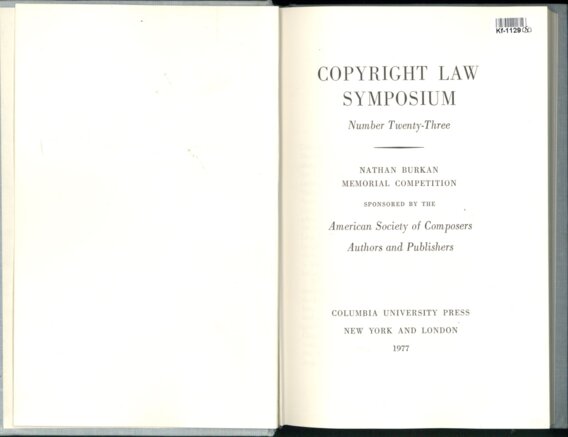 Kf-1129
COPYRIGHT LAW
SYMPOSIUM
Number Twenty-Three
NATHAN BURKAN
MEMORIAL COMPETITION
SPONSORED BY THE
American Society of Composers
Authors and Publishers
COLUMBIA UNIVERSITY PRESS
NEW YORK AND LONDON
1977